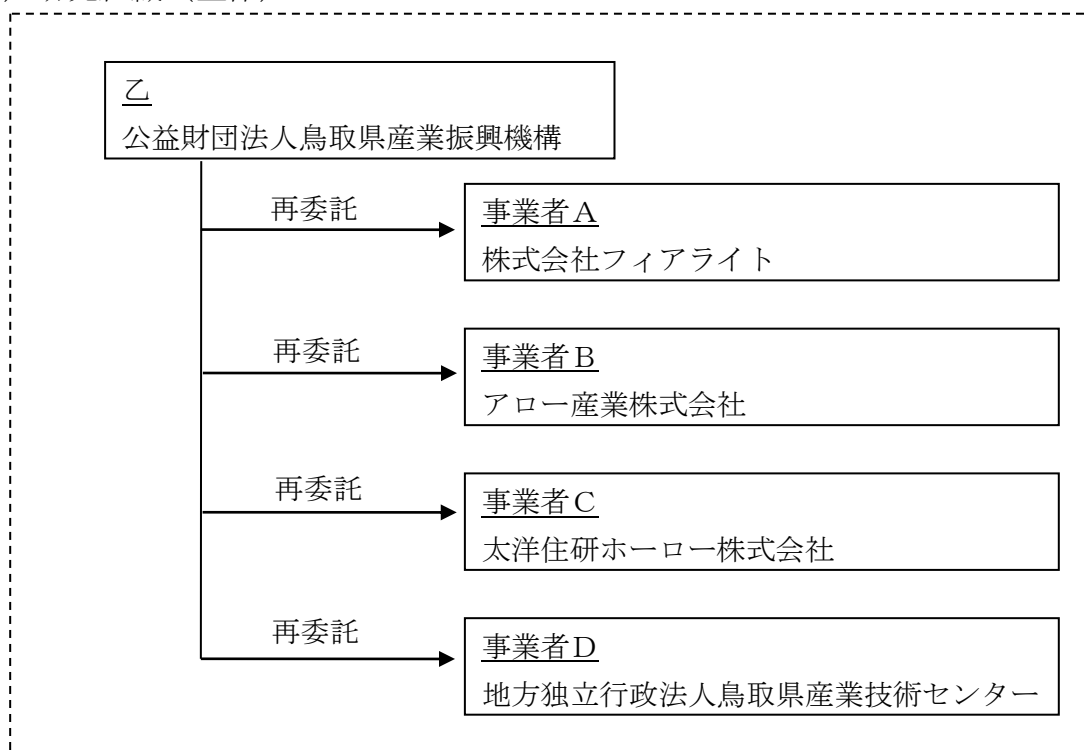 乙
公益財団法人鳥取県産業振興機構
再委託
事業者A
株式会社フィアライト
再委託
事業者B
アロー産業株式会社
再委託
事業者C
太洋住研ホーロー株式会社
再委託
事業者D
地方独立行政法人鳥取県産業技術センター